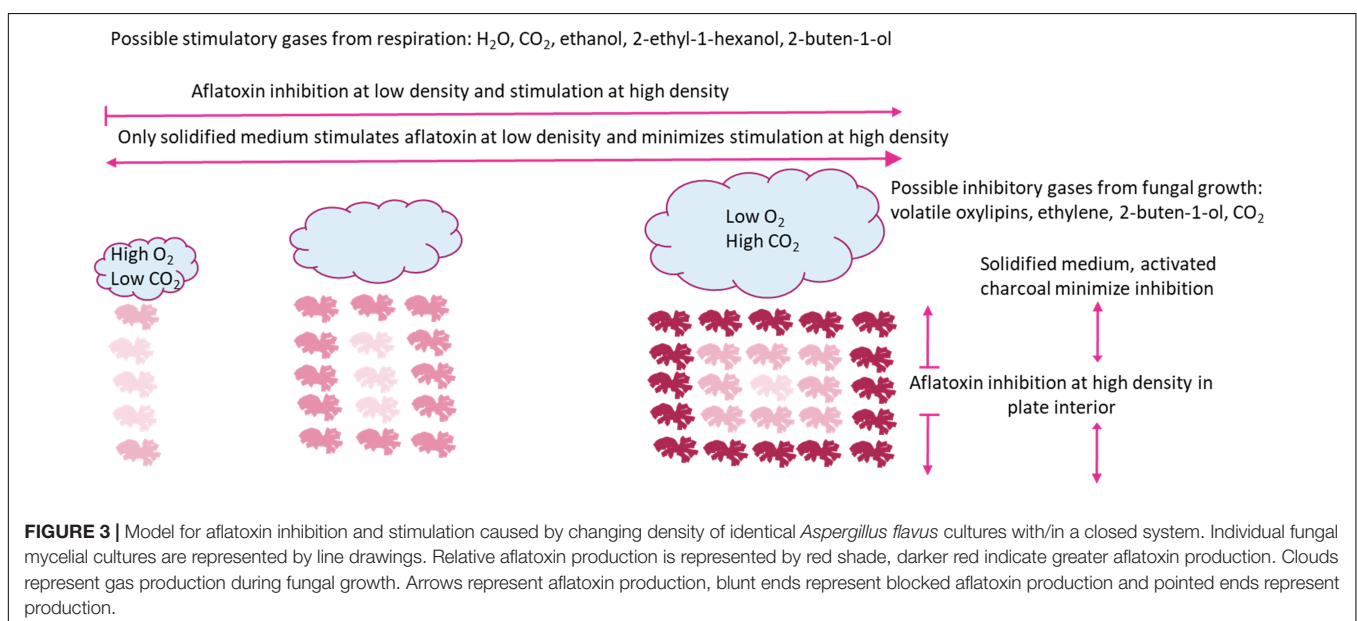 Possible stimulatory gases from respiration: H₂O, CO₂, ethanol, 2-ethyl-1-hexanol, 2-buten-1-ol
Aflatoxin inhibition at low density and stimulation at high density
Only solidified medium stimulates aflatoxin at low denisity and minimizes stimulation at high density
Possible inhibitory gases from fungal growth:
volatile oxylipins, ethylene, 2-buten-1-ol, CO₂
High O₂
Low CO₂
Low O₂
High CO₂
Solidified medium, activated
charcoal minimize inhibition
Aflatoxin inhibition at high density in
plate interior
FIGURE 3 | Model for aflatoxin inhibition and stimulation caused by changing density of identical Aspergillus flavus cultures with/in a closed system. Individual fungal
mycelial cultures are represented by line drawings. Relative aflatoxin production is represented by red shade, darker red indicate greater aflatoxin production. Clouds
represent gas production during fungal growth. Arrows represent aflatoxin production, blunt ends represent blocked aflatoxin production and pointed ends represent
production.